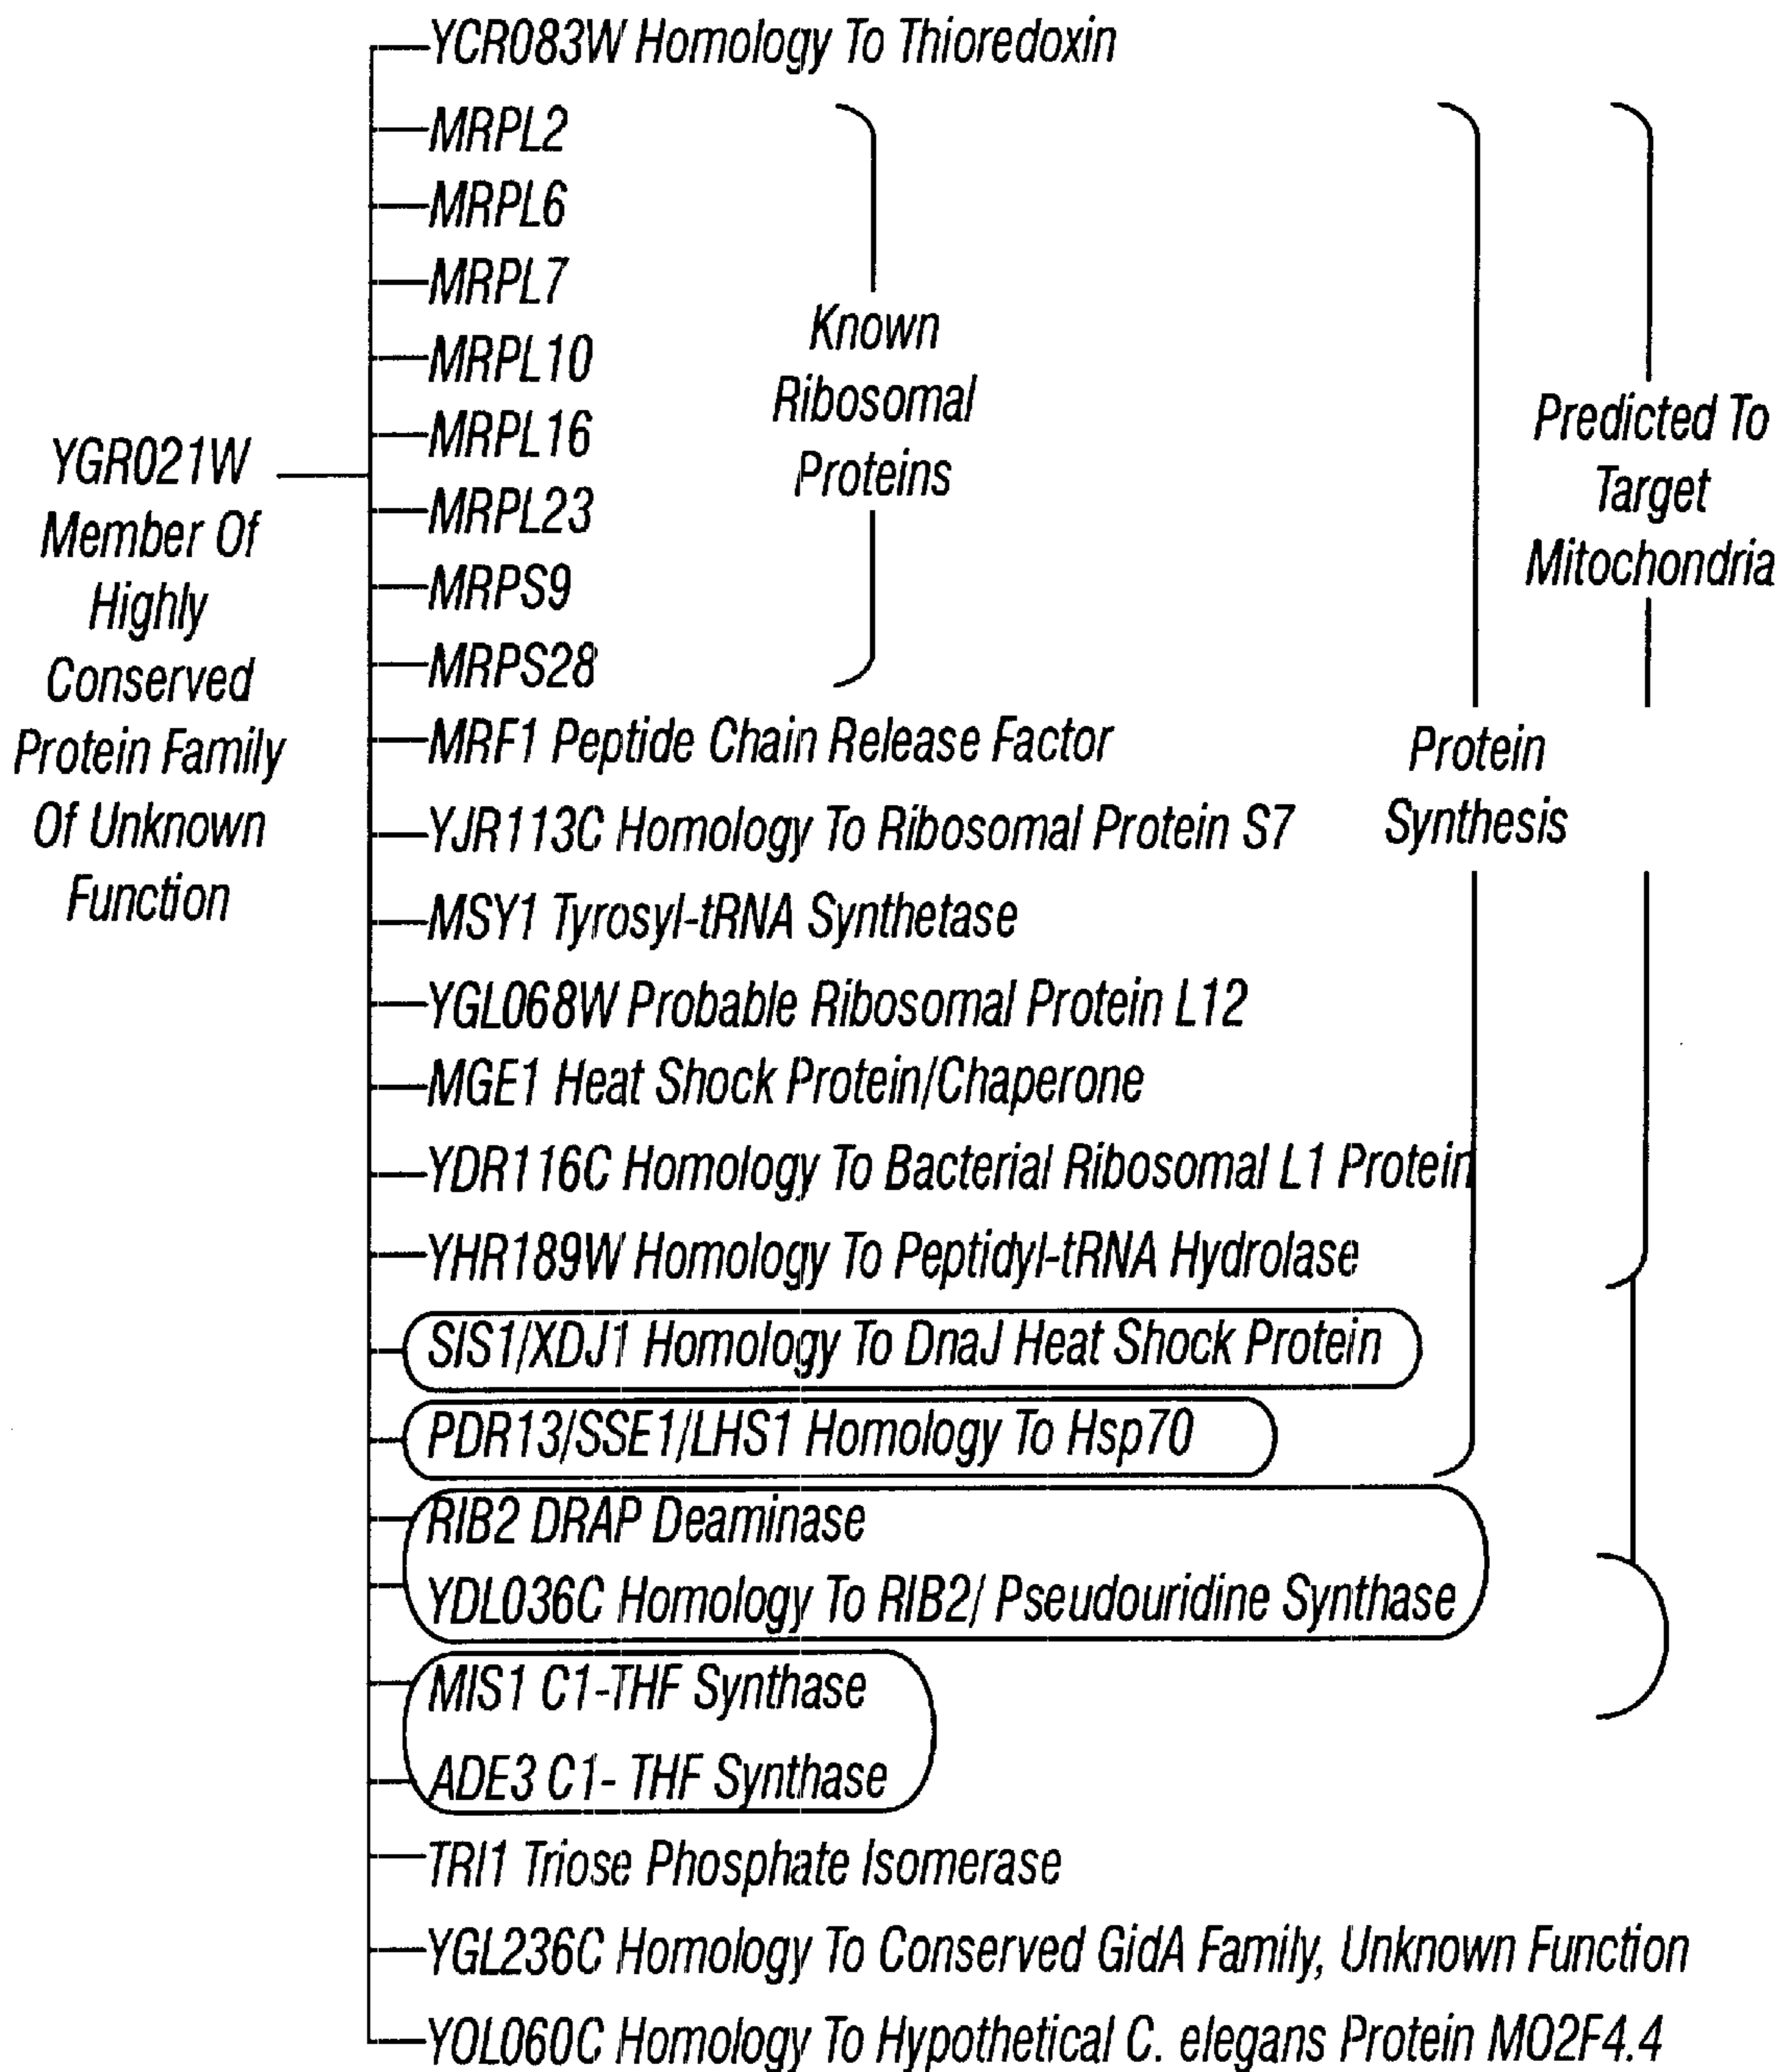 YCR083W Homology To Thioredoxin
MRPL2
MRPL6
MRPL7
MRPL10
MRPL16
MRPL23
MRPS9
MRPS28
Known
Ribosomal
Proteins
Predicted To
Target
Mitochondria
YGR021W
Member Of
Highly
Conserved
Protein Family
Of Unknown
Function
MRF1 Peptide Chain Release Factor
Protein
Synthesis
YJR113C Homology To Ribosomal Protein S7
MSY1 Tyrosyl-tRNA Synthetase
YGL068W Probable Ribosomal Protein L12
MGE1 Heat Shock Protein/Chaperone
YDR116C Homology To Bacterial Ribosomal L1 Protein
YHR189W Homology To Peptidyl-tRNA Hydrolase
SIS1/XDJ1 Homology To DnaJ Heat Shock Protein
PDR13/SSE1/LHS1 Homology To Hsp70
RIB2 DRAP Deaminase
YDL036C Homology To RIB2/ Pseudouridine Synthase
MIS1 C1-THF Synthase
ADE3 C1- THF Synthase
TRI1 Triose Phosphate Isomerase
YGL236C Homology To Conserved GidA Family, Unknown Function
YOL060C Homology To Hypothetical C. elegans Protein MO2F4.4